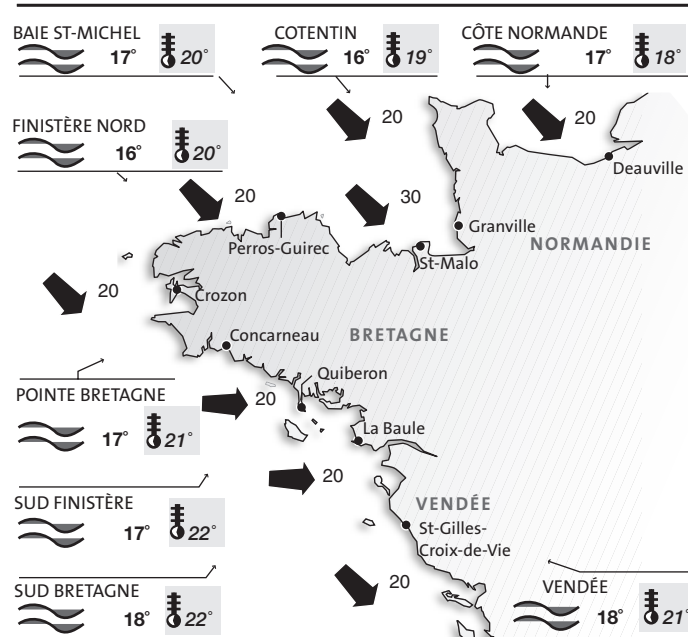 BAIE ST-MICHEL
17° 20°
COTENTIN
16° 19°
CÔTE NORMANDE
17° 18°
FINISTÈRE NORD
16° 20°
20
20
20
30
20
Deauville
Granville
NORMANDIE
Perros-Guirec
St-Malo
Crozon
Concarneau
BRETAGNE
Quiberon
POINTE BRETAGNE
17° 21°
20
La Baule
20
SUD FINISTÈRE
17° 22°
VENDÉE
St-Gilles-
Croix-de-Vie
SUD BRETAGNE
18° 22°
20
VENDÉE
18° 21°